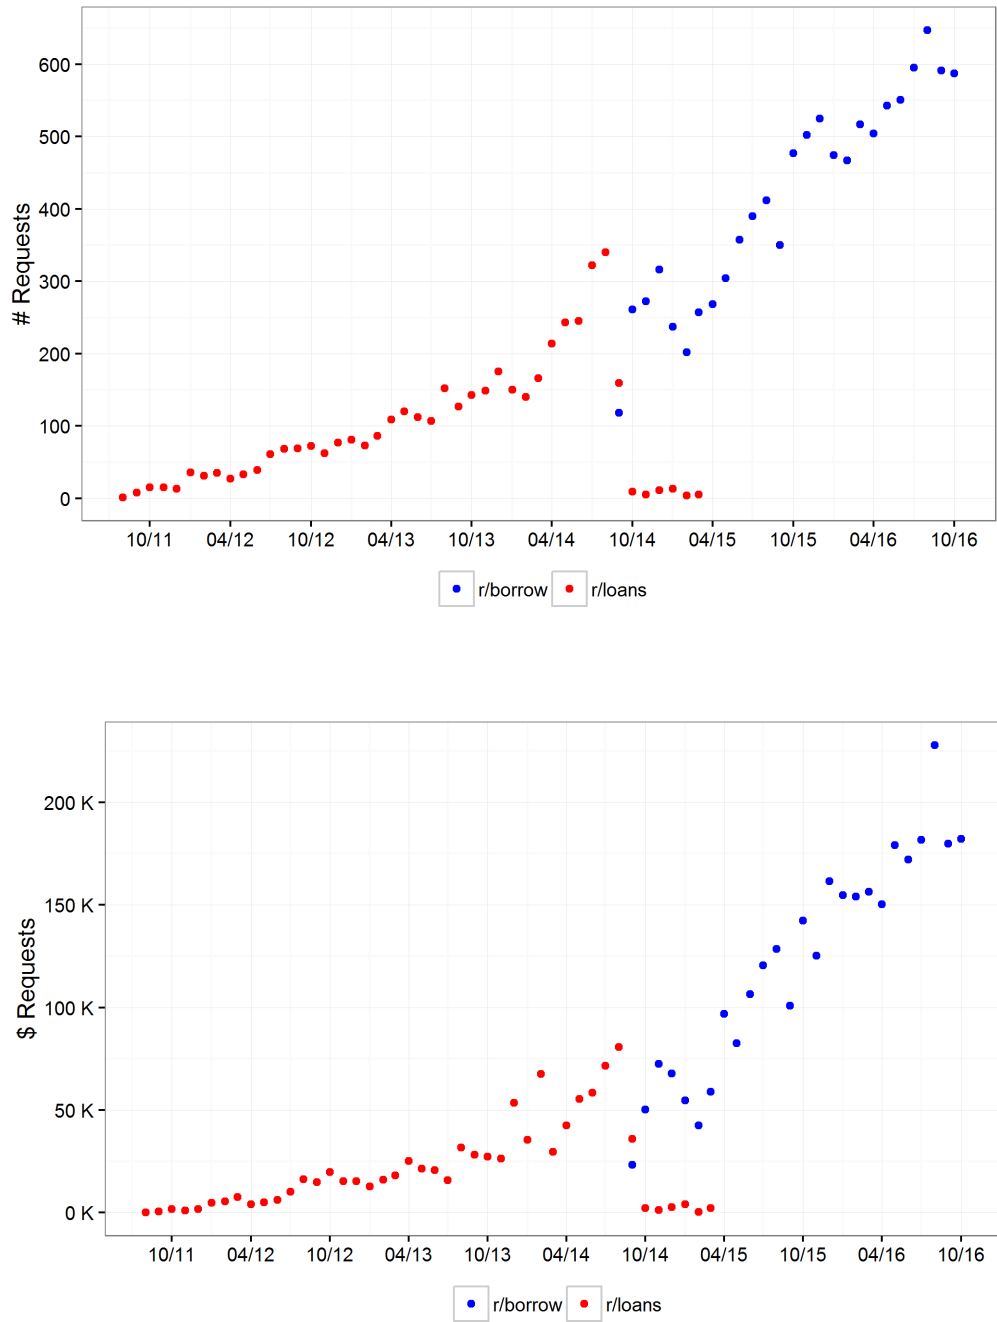 # Requests
600
500
400
300
200
100
0
10/11 04/12 10/12 04/13 10/13 04/14 10/14 04/15 10/15 04/16 10/16
r/borrow r/loans
$ Requests
200 K
150 K
100 K
50 K
0 K
10/11 04/12 10/12 04/13 10/13 04/14 10/14 04/15 10/15 04/16 10/16
r/borrow r/loans